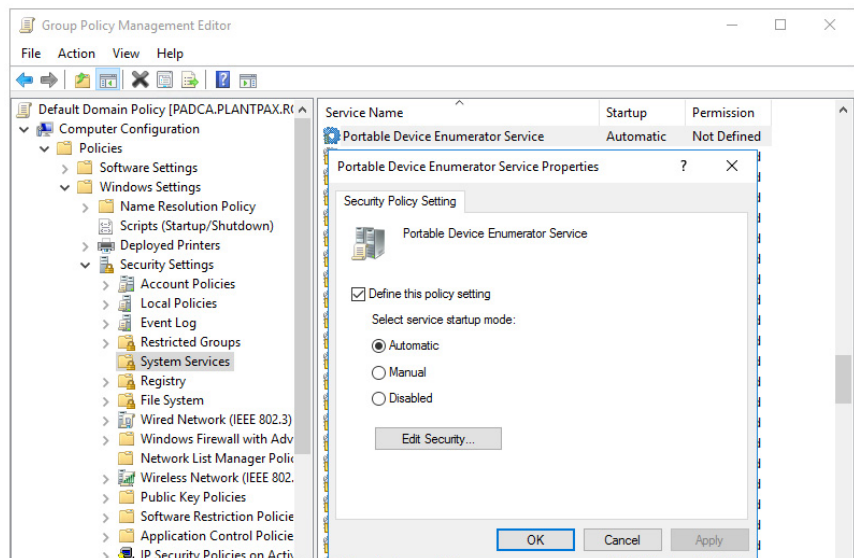 Group Policy Management Editor
File Action View Help
Default Domain Policy [PADCA.PLANTPAX.RO
Computer Configuration
Policies
Software Settings
Windows Settings
Name Resolution Policy
Scripts (Startup/Shutdown)
Deployed Printers
Security Settings
Account Policies
Local Policies
Event Log
Restricted Groups
System Services
Registry
File System
Wired Network (IEEE 802.3)
Windows Firewall with Adv
Network List Manager Polic
Wireless Network (IEEE 802.
Public Key Policies
Software Restriction Policie
Application Control Policie
IP Security Policies on Activ
Service Name Startup Permission
Portable Device Enumerator Service Automatic Not Defined
Portable Device Enumerator Service Properties ? X
Security Policy Setting
Portable Device Enumerator Service
Define this policy setting
Select service startup mode:
Automatic
Manual
Disabled
Edit Security...
OK Cancel Apply